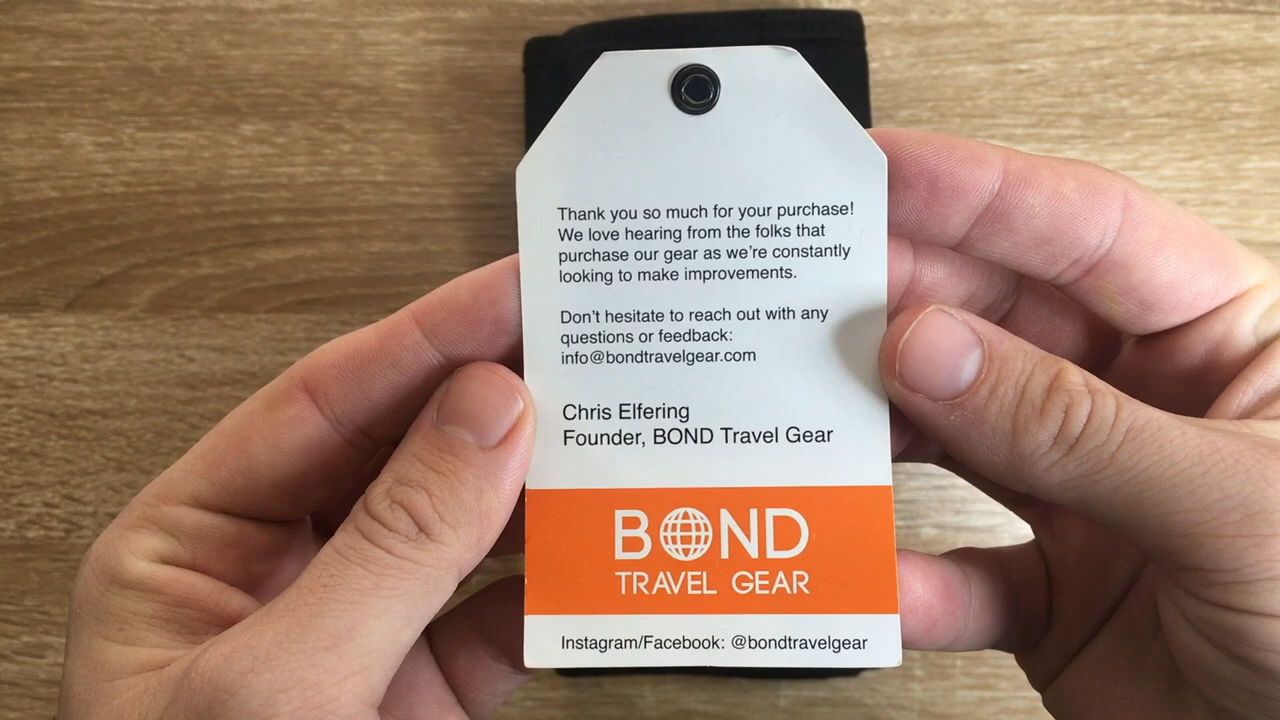 Thank you so much for your purchase!
We love hearing from the folks that
purchase our gear as we're constantly
looking to make improvements.
Don't hesitate to reach out with any
questions or feedback:
info@bondtravelgear.com
Chris Elfering
Founder, BOND Travel Gear
BOND
TRAVEL GEAR
Instagram/Facebook: @bondtravelgear